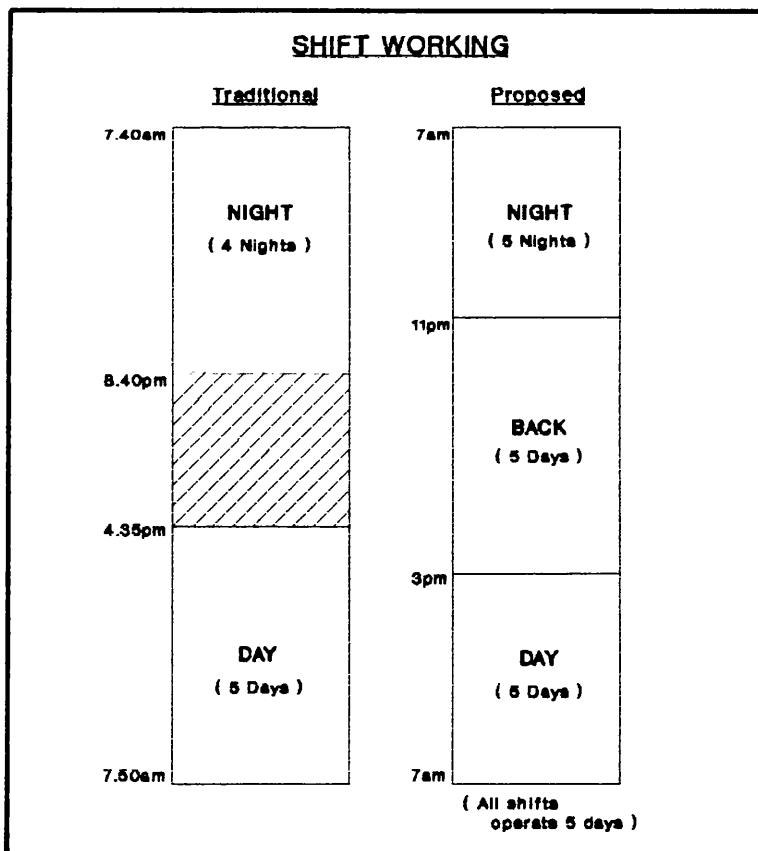 SHIFT WORKING
Traditional
7.40am
NIGHT
( 4 Nights )
8.40pm
4.35pm
DAY
( 5 Days )
7.50am
Proposed
7am
NIGHT
( 5 Nights )
11pm
BACK
( 5 Days )
3pm
DAY
( 5 Days )
7am
( All shifts
operate 5 days )